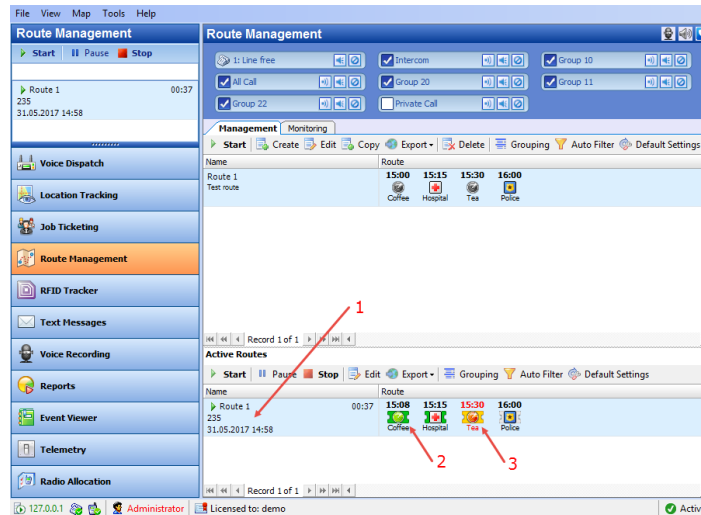 File View Map Tools Help
Route Management
Start Pause Stop
Route 1 00:37
235
31.05.2017 14:58
Voice Dispatch
Location Tracking
Job Ticketing
Route Management
RFID Tracker
Text Messages
Voice Recording
Reports
Event Viewer
Telemetry
Radio Allocation
Route Management
1: Line free Intercom Group 10
All Call Group 20 Group 11
Group 22 Private Call
Management Monitoring
Start Create Edit Copy Export Delete Grouping Auto Filter Default Settings
Name Route
Route 1 15:00 15:15 15:30 16:00
Test route
Coffee Hospital Tea Police
1
Record 1 of 1
Active Routes
Start Pause Stop Edit Export Grouping Auto Filter Default Settings
Name Route
Route 1 00:37 15:08 15:15 15:30 16:00
235
31.05.2017 14:58 Coffee Hospital Tea Police
2 3
Record 1 of 1
127.0.0.1 Administrator Licensed to: demo Activ